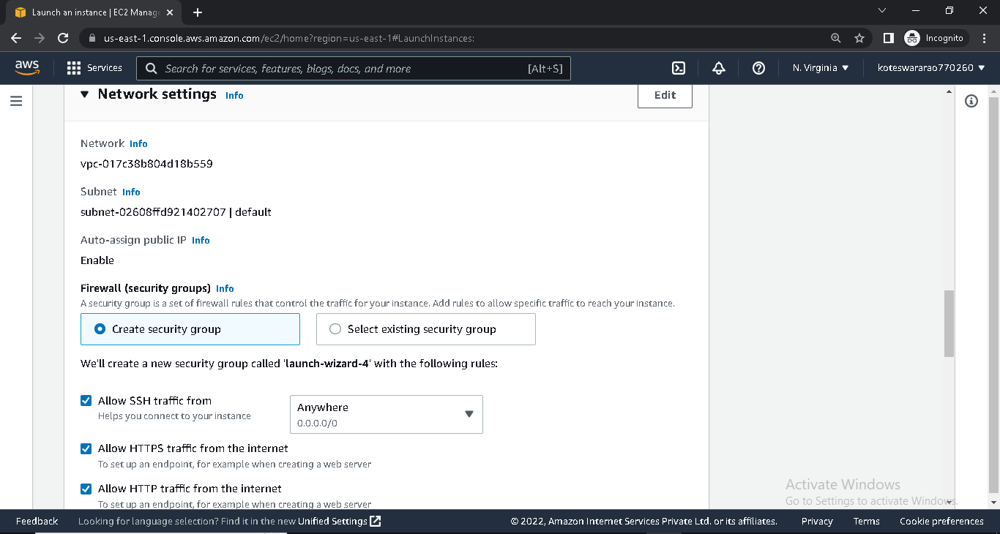 Launch an instance | EC2 Manag
us-east-1.console.aws.amazon.com/ec2/home?region=us-east-1#LaunchInstances:
Incognito
aws
Services
Search for services, features, blogs, docs, and more
[Alt+S]
N. Virginia
koteswararao770260
Network settings Info
Edit
Network Info
vpc-017c38b804d18b559
Subnet Info
subnet-02608ffd921402707 | default
Auto-assign public IP Info
Enable
Firewall (security groups) Info
A security group is a set of firewall rules that control the traffic for your instance. Add rules to allow specific traffic to reach your instance.
Create security group
Select existing security group
We'll create a new security group called 'launch-wizard-4' with the following rules:
Allow SSH traffic from
Helps you connect to your instance
Anywhere
0.0.0.0/0
Allow HTTPS traffic from the internet
To set up an endpoint, for example when creating a web server
Allow HTTP traffic from the internet
To set up an endpoint, for example when creating a web server
Activate Windows
Go to Settings to activate Windows.
Feedback
Looking for language selection? Find it in the new Unified Settings
© 2022, Amazon Internet Services Private Ltd. or its affiliates.
Privacy
Terms
Cookie preferences